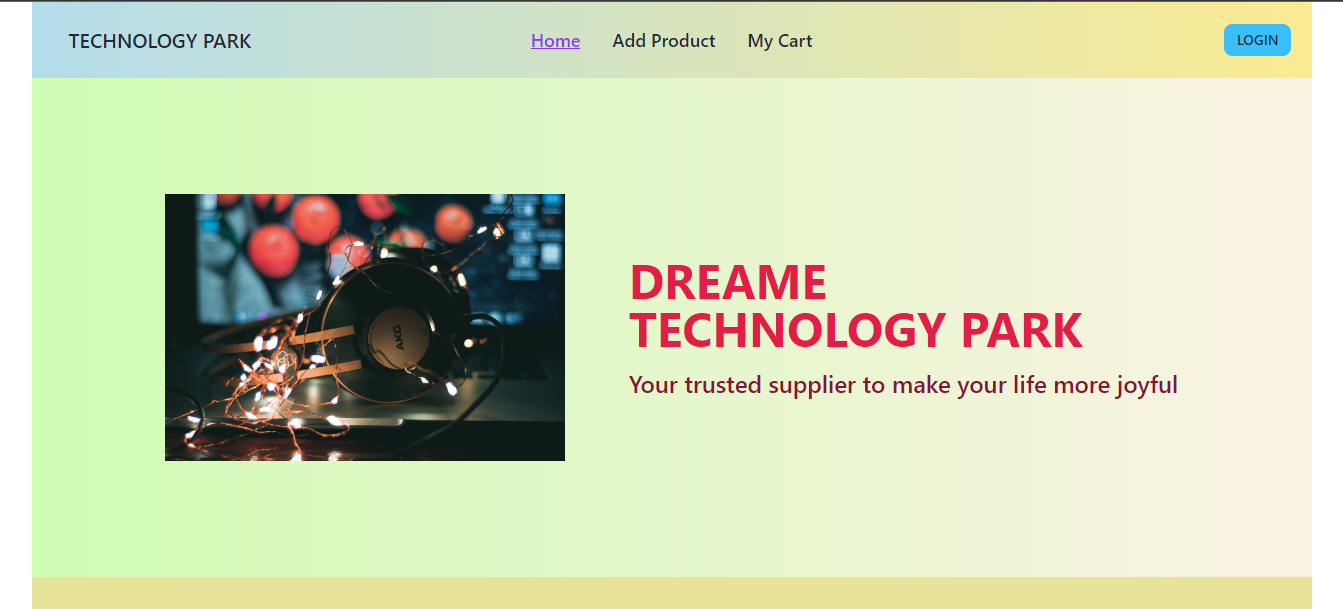 TECHNOLOGY PARK
Home
Add Product
My Cart
LOGIN
AKG
DREAME
TECHNOLOGY PARK
Your trusted supplier to make your life more joyful